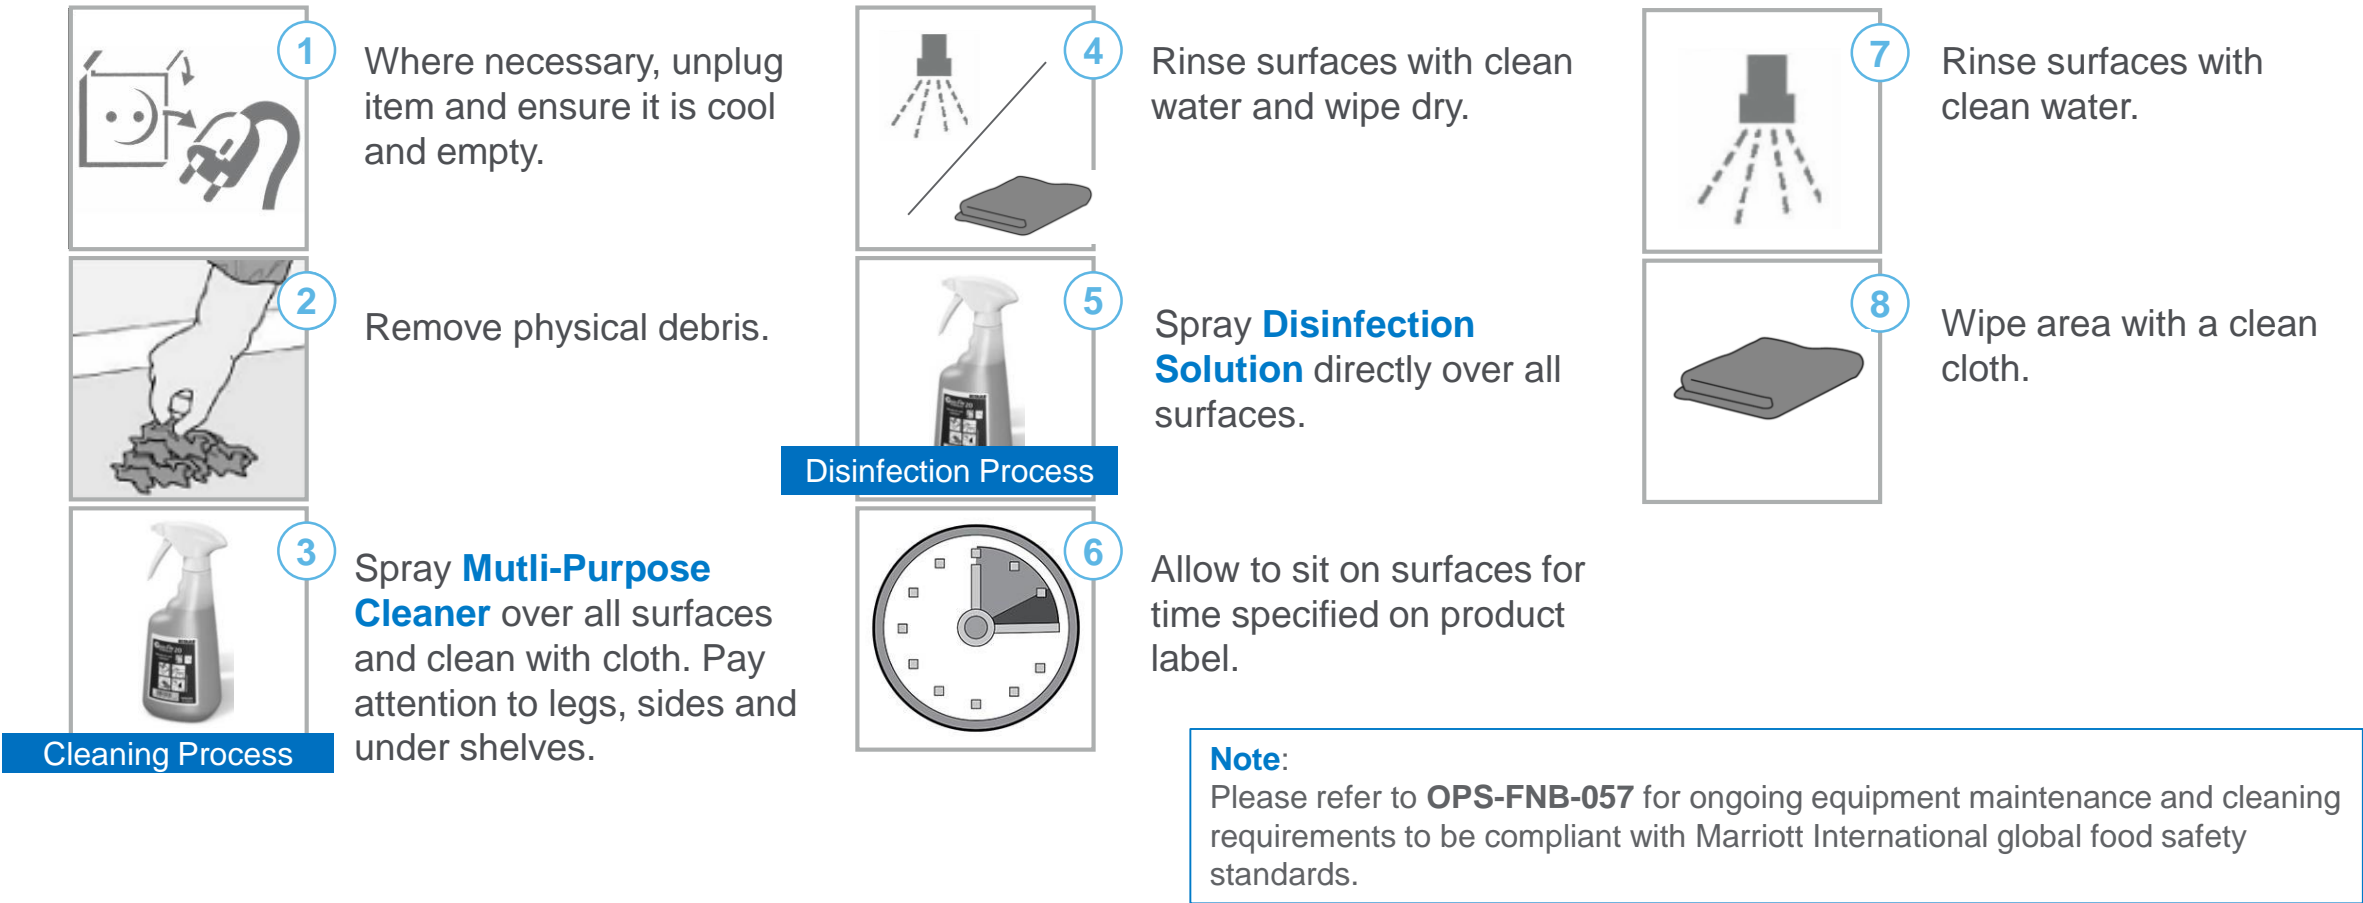 1
Where necessary, unplug
item and ensure it is cool
and empty.
2
Remove physical debris.
3
Spray Mutli-Purpose
Cleaner over all surfaces
and clean with cloth. Pay
attention to legs, sides and
under shelves.
Cleaning Process
4
Rinse surfaces with clean
water and wipe dry.
5
Spray Disinfection
Solution directly over all
surfaces.
Disinfection Process
6
Allow to sit on surfaces for
time specified on product
label.
7
Rinse surfaces with
clean water.
8
Wipe area with a clean
cloth.
Note:
Please refer to OPS-FNB-057 for ongoing equipment maintenance and cleaning
requirements to be compliant with Marriott International global food safety
standards.